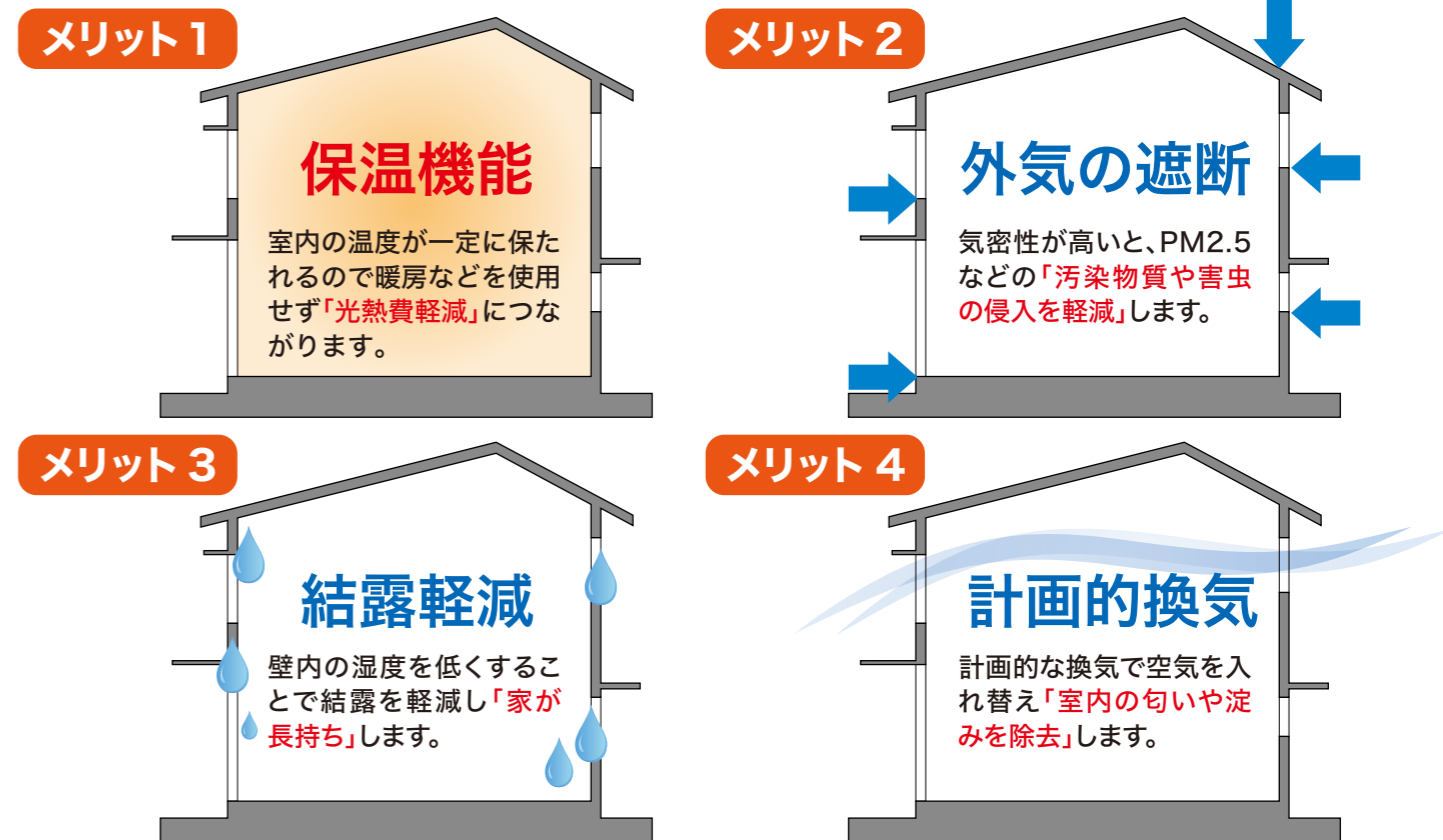 メリット1
保温機能
室内の温度が一定に保た
れるので暖房などを使用
せず「光熱費軽減」につな
がります。
メリット2
外気の遮断
気密性が高いと、PM2.5
などの「汚染物質や害虫
の侵入を軽減」します。
メリット3
結露軽減
壁内の湿度を低くするこ
とで結露を軽減し「家が
長持ち」します。
メリット4
計画的換気
計画的な換気で空気を入
れ替え「室内の匂いや淀
みを除去」します。